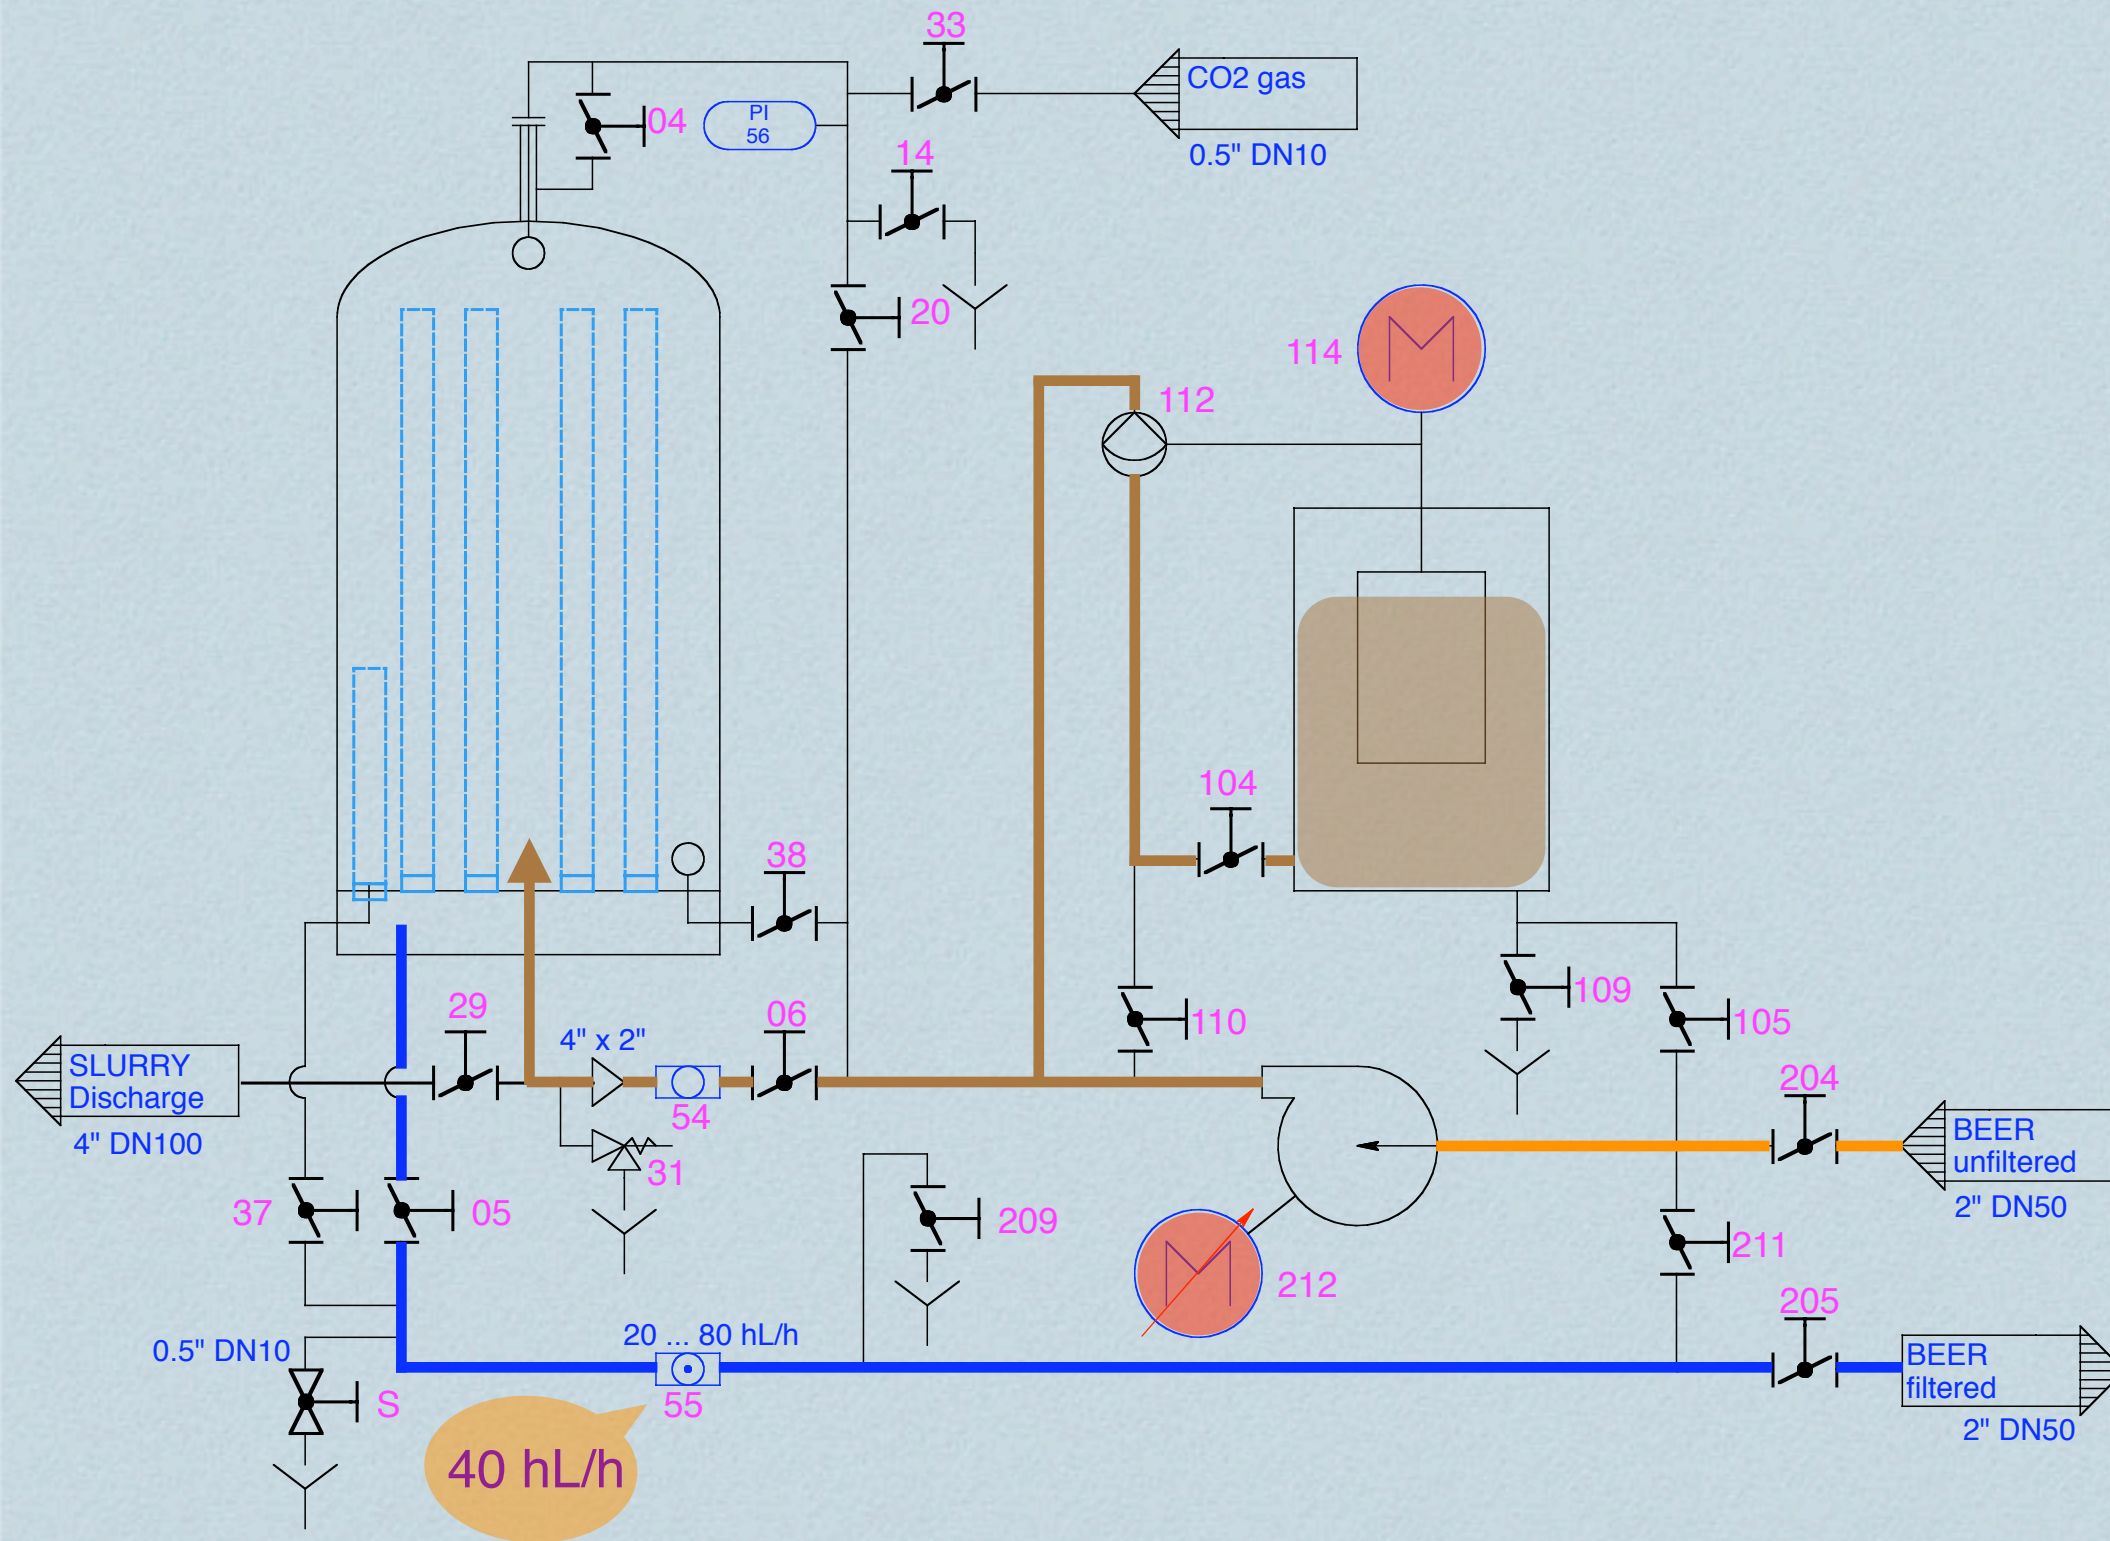 33
CO2 gas
0.5" DN10
04
PI
56
14
20
114
112
104
38
29
4" x 2"
06
54
31
110
109
105
SLURRY
Discharge
4" DN100
204
BEER
unfiltered
2" DN50
37
05
209
212
211
205
BEER
filtered
2" DN50
0.5" DN10
S
20 ... 80 hL/h
55
40 hL/h
M
M